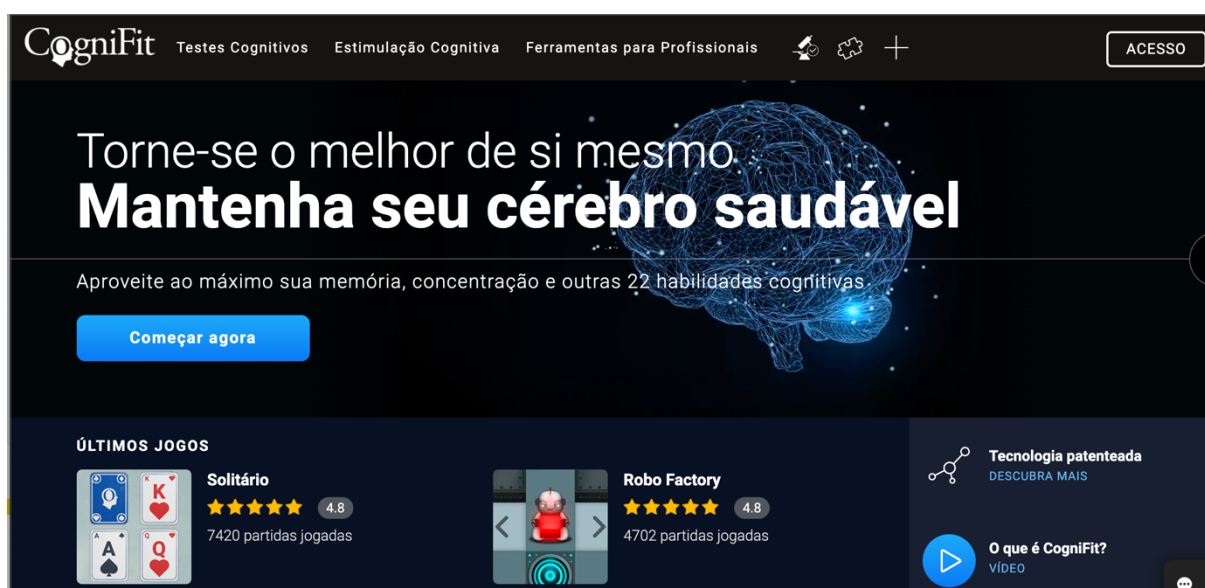 CogniFit
Testes Cognitivos
Estimulação Cognitiva
Ferramentas para Profissionais
ACESSO
Torne-se o melhor de si mesmo
Mantenha seu cérebro saudável
Aproveite ao máximo sua memória, concentração e outras 22 habilidades cognitivas
Começar agora
ÚLTIMOS JOGOS
K
A
Q
Solitário
4.8
7420 partidas jogadas
Robo Factory
4.8
4702 partidas jogadas
Tecnologia patenteada
DESCUBRA MAIS
O que é CogniFit?
VÍDEO